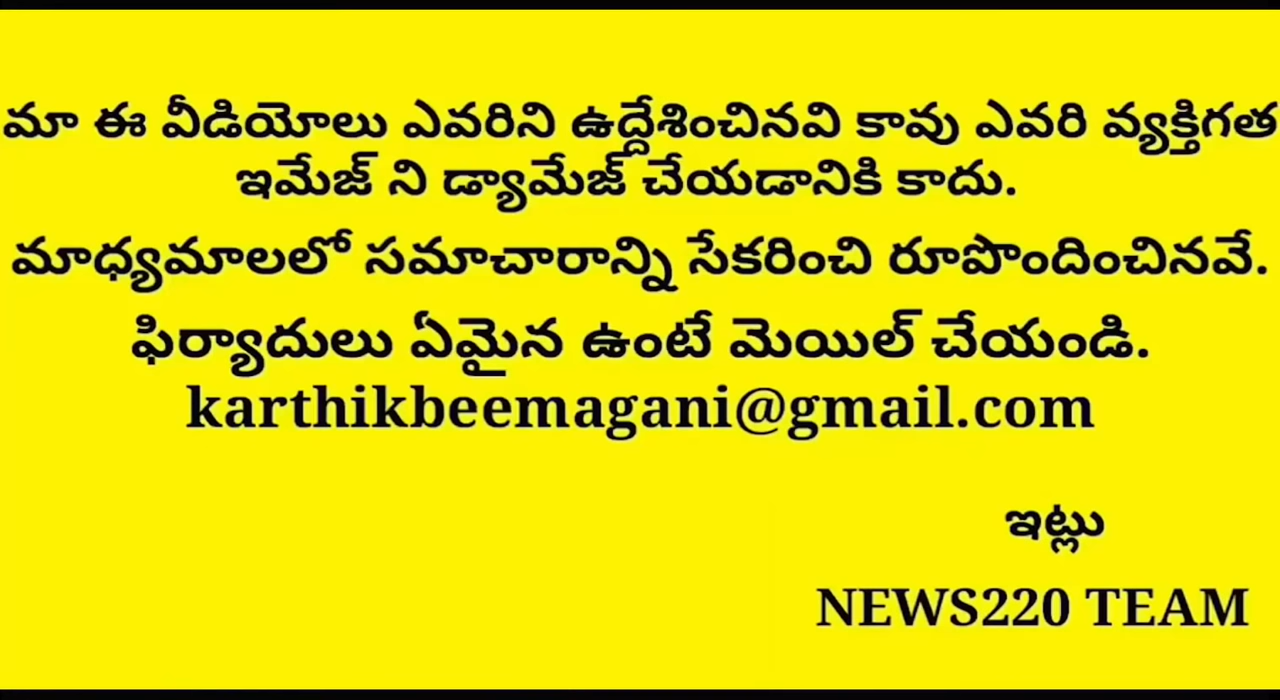 మా ఈ వీడియోలు ఎవరిని ఉద్దేశించినవి కావు ఎవరి వ్యక్తిగత
ఇమేజ్ ని డ్యామేజ్ చేయడానికి కాదు.
మాధ్యమాలలో సమాచారాన్ని సేకరించి రూపొందించినవే.
ఫిర్యాదులు ఏమైన ఉంటే మెయిల్ చేయండి.
karthikbeemagani@gmail.com
ఇట్లు
NEWS220 TEAM